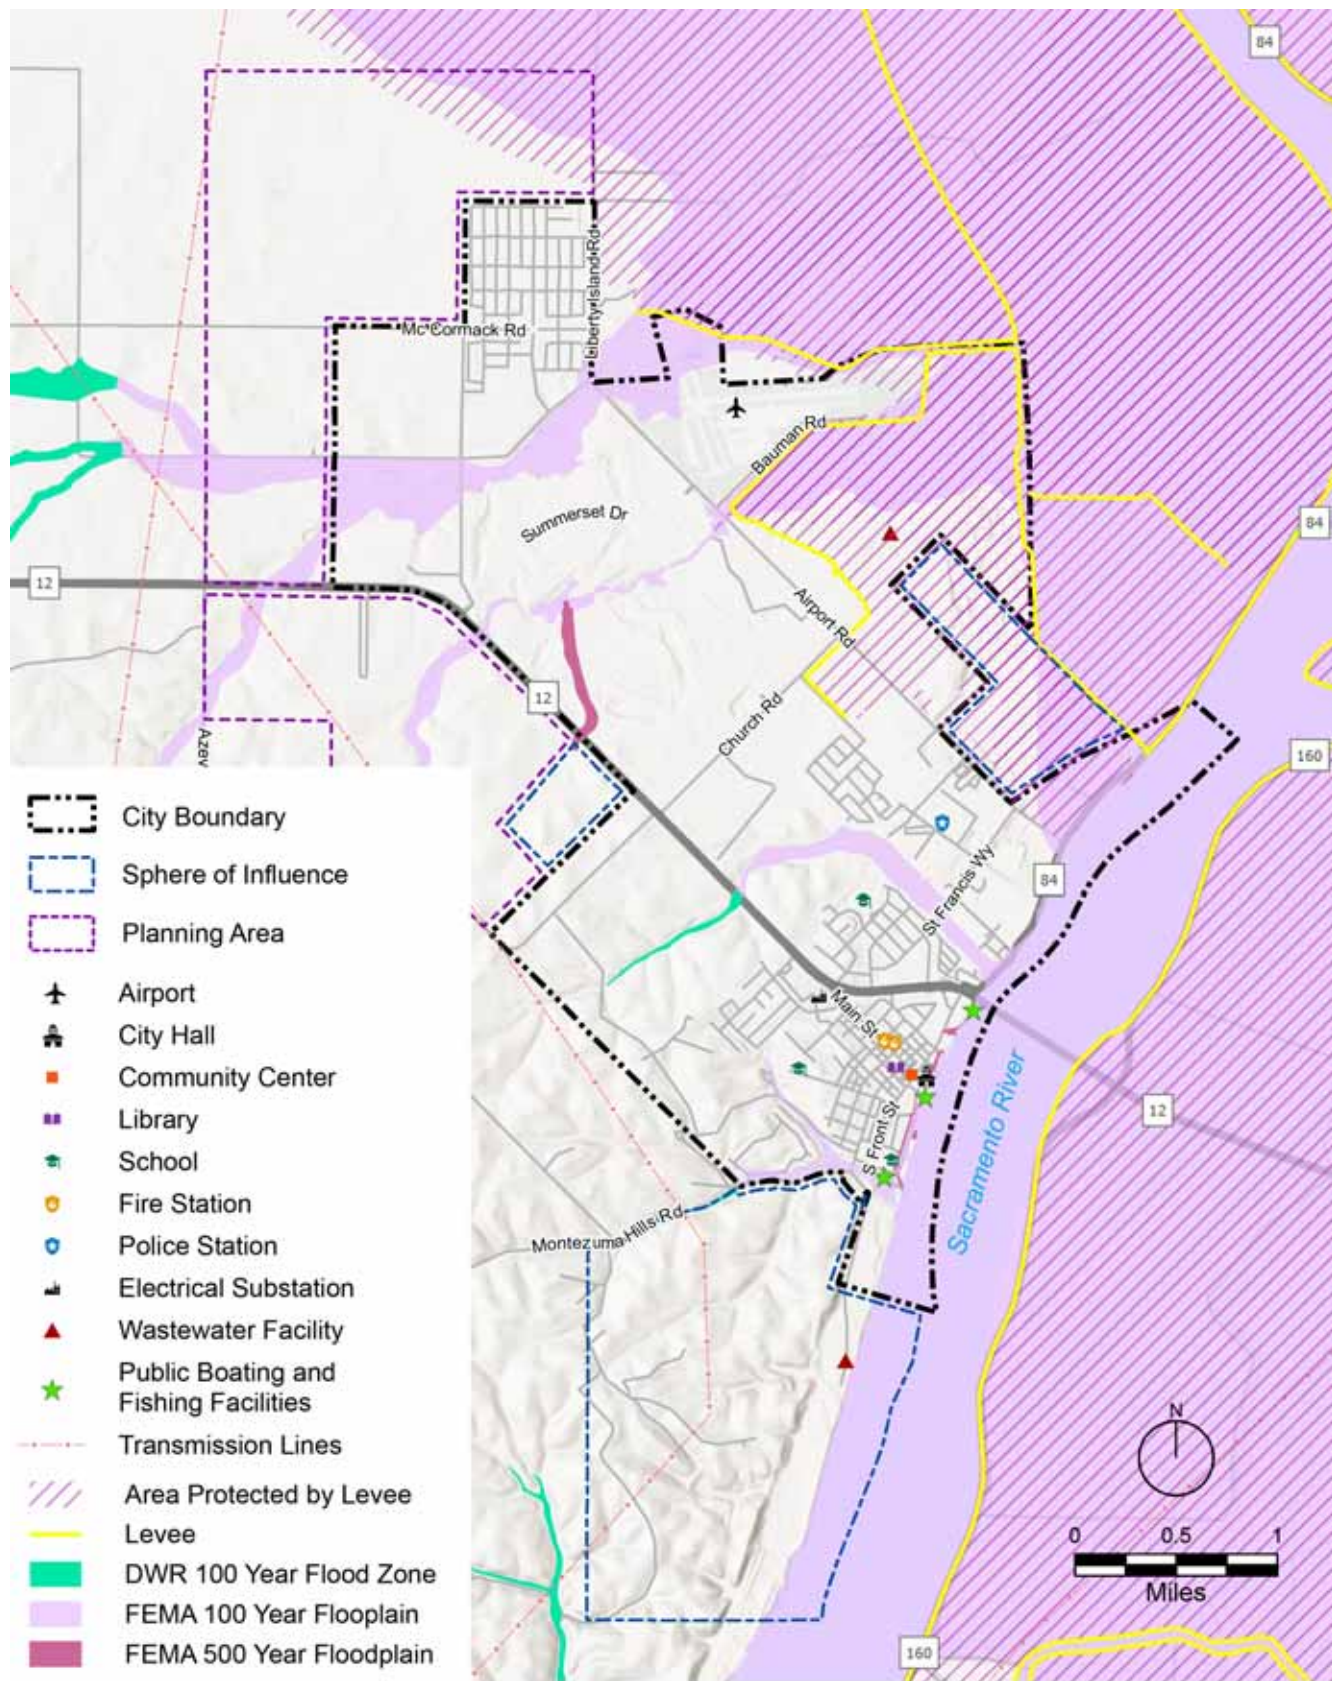 84
Liberty Island Rd
Mc Cormack Rd
Bauman Rd
Summerset Dr
84
12
Airport Rd
12
Church Rd
Azev
160
84
St Francis Wy
Main St
12
S Front St
Sacramento River
Montezuma Hills Rd
City Boundary
Sphere of Influence
Planning Area
Airport
City Hall
Community Center
Library
School
Fire Station
Police Station
Electrical Substation
Wastewater Facility
Public Boating and
Fishing Facilities
Transmission Lines
Area Protected by Levee
Levee
DWR 100 Year Flood Zone
FEMA 100 Year Flooplain
FEMA 500 Year Floodplain
N
0 0.5 1
Miles
160